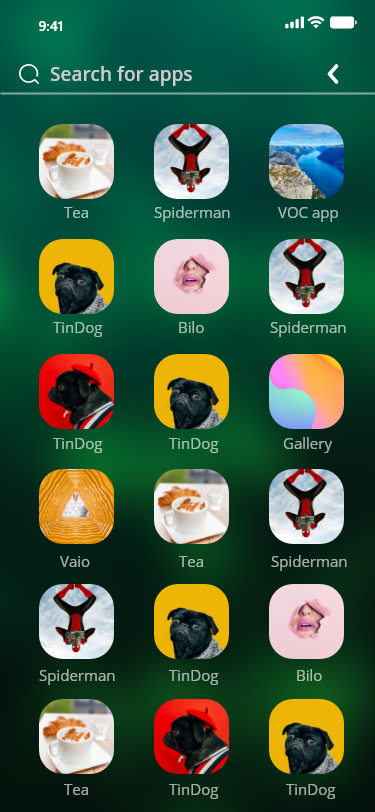 9:41
Search for apps
Tea Spiderman VOC app
TinDog Bilo Spiderman
TinDog TinDog Gallery
Vaio Tea Spiderman
Spiderman TinDog Bilo
Tea TinDog TinDog